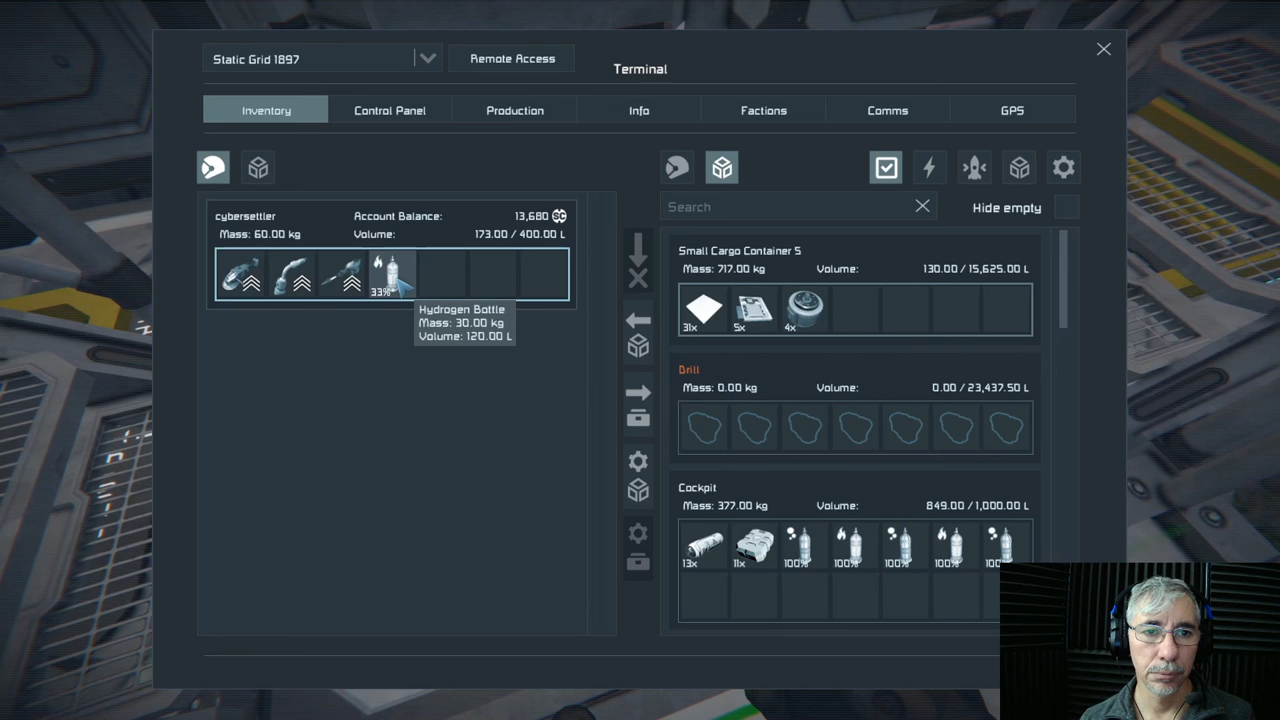 Static Grid 1897
Remote Access
Terminal
Inventory
Control Panel
Production
Info
Factions
Comms
GPS
cybersettler
Account Balance:
13,680 SC
Mass: 60.00 kg
Volume:
173.00 / 400.00 L
33%
Hydrogen Bottle
Mass: 30.00 kg
Volume: 120.00 L
Search
Hide empty
Small Cargo Container 5
Mass: 717.00 kg
Volume:
130.00 / 15,625.00 L
31x
5x
4x
Drill
Mass: 0.00 kg
Volume:
0.00 / 23,437.50 L
Cockpit
Mass: 377.00 kg
Volume:
849.00 / 1,000.00 L
13x
11x
100%
100%
100%
100%